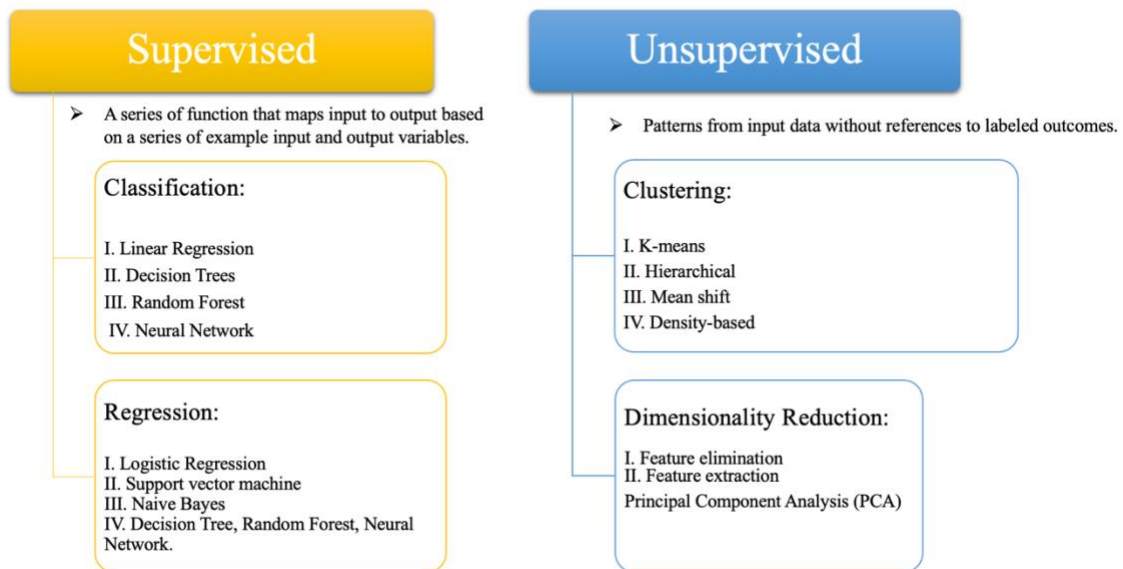 Supervised
➢ A series of function that maps input to output based
on a series of example input and output variables.
Classification:
I. Linear Regression
II. Decision Trees
III. Random Forest
IV. Neural Network
Regression:
I. Logistic Regression
II. Support vector machine
III. Naive Bayes
IV. Decision Tree, Random Forest, Neural
Network.
Unsupervised
➢ Patterns from input data without references to labeled outcomes.
Clustering:
I. K-means
II. Hierarchical
III. Mean shift
IV. Density-based
Dimensionality Reduction:
I. Feature elimination
II. Feature extraction
Principal Component Analysis (PCA)